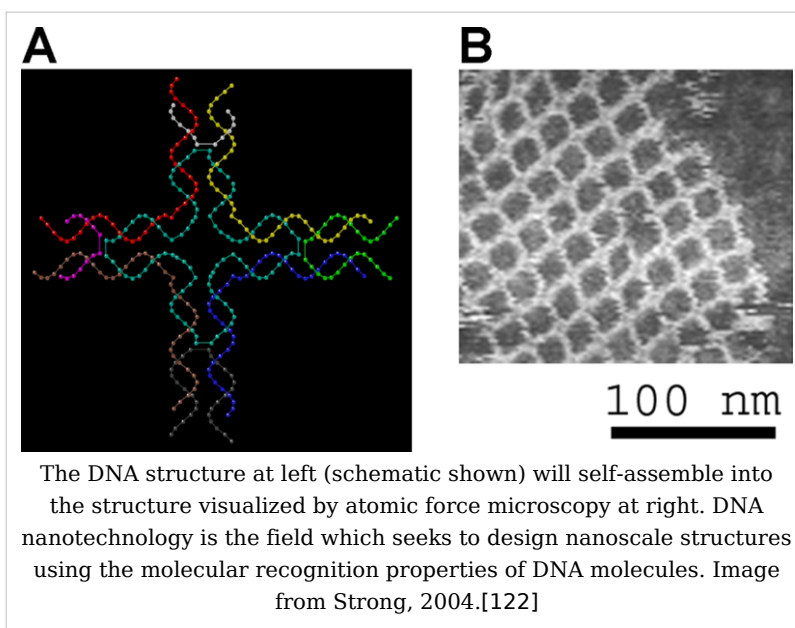 A
B
100 nm
The DNA structure at left (schematic shown) will self-assemble into
the structure visualized by atomic force microscopy at right. DNA
nanotechnology is the field which seeks to design nanoscale structures
using the molecular recognition properties of DNA molecules. Image
from Strong, 2004.[122]